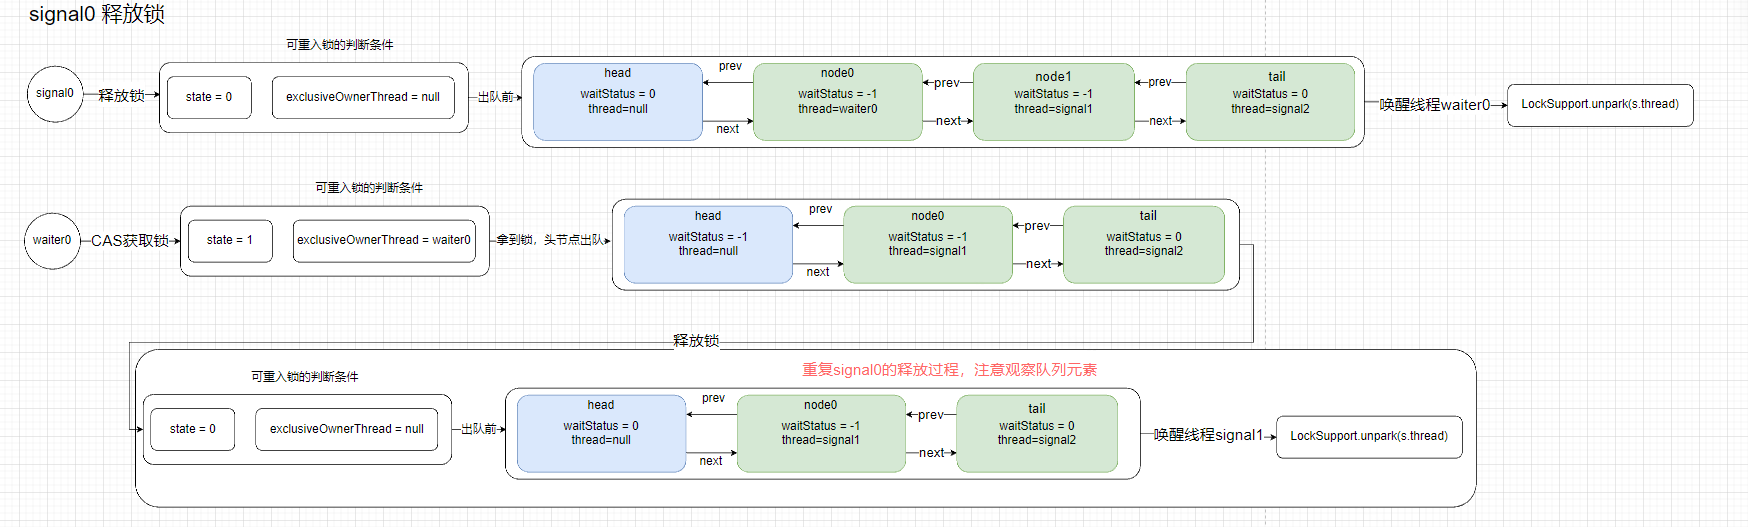 signal0 释放锁
可重入锁的判断条件
signal0
释放锁
state = 0
exclusiveOwnerThread = null
出队前
head
waitStatus = 0
thread=null
prev
next
node0
waitStatus = -1
thread=waiter0
prev
next
node1
waitStatus = -1
thread=signal1
prev
next
tail
waitStatus = 0
thread=signal2
唤醒线程waiter0
LockSupport.unpark(s.thread)
可重入锁的判断条件
waiter0
CAS获取锁
state = 1
exclusiveOwnerThread = waiter0
拿到锁，头节点出队
head
waitStatus = -1
thread=null
prev
next
node0
waitStatus = -1
thread=signal1
prev
next
tail
waitStatus = 0
thread=signal2
释放锁
重复signal0的释放过程，注意观察队列元素
可重入锁的判断条件
state = 0
exclusiveOwnerThread = null
出队前
head
waitStatus = 0
thread=null
prev
next
node0
waitStatus = -1
thread=signal1
prev
next
tail
waitStatus = 0
thread=signal2
唤醒线程signal1
LockSupport.unpark(s.thread)